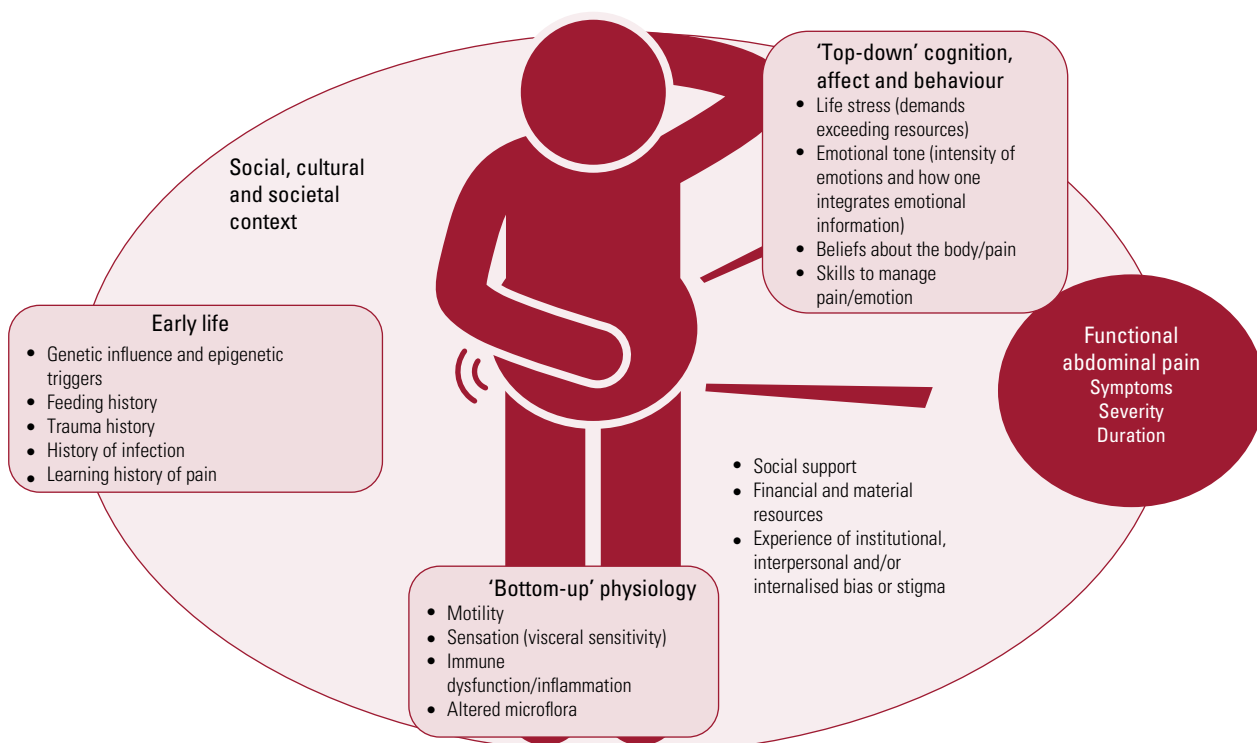 Social, cultural
and societal
context
'Top-down' cognition,
affect and behaviour
• Life stress (demands
exceeding resources)
• Emotional tone (intensity of
emotions and how one
integrates emotional
information)
• Beliefs about the body/pain
• Skills to manage
pain/emotion
Early life
• Genetic influence and epigenetic
triggers
• Feeding history
• Trauma history
• History of infection
• Learning history of pain
Functional
abdominal pain
Symptoms
Severity
Duration
• Social support
• Financial and material
resources
• Experience of institutional,
interpersonal and/or
internalised bias or stigma
'Bottom-up' physiology
• Motility
• Sensation (visceral sensitivity)
• Immune
dysfunction/inflammation
• Altered microflora